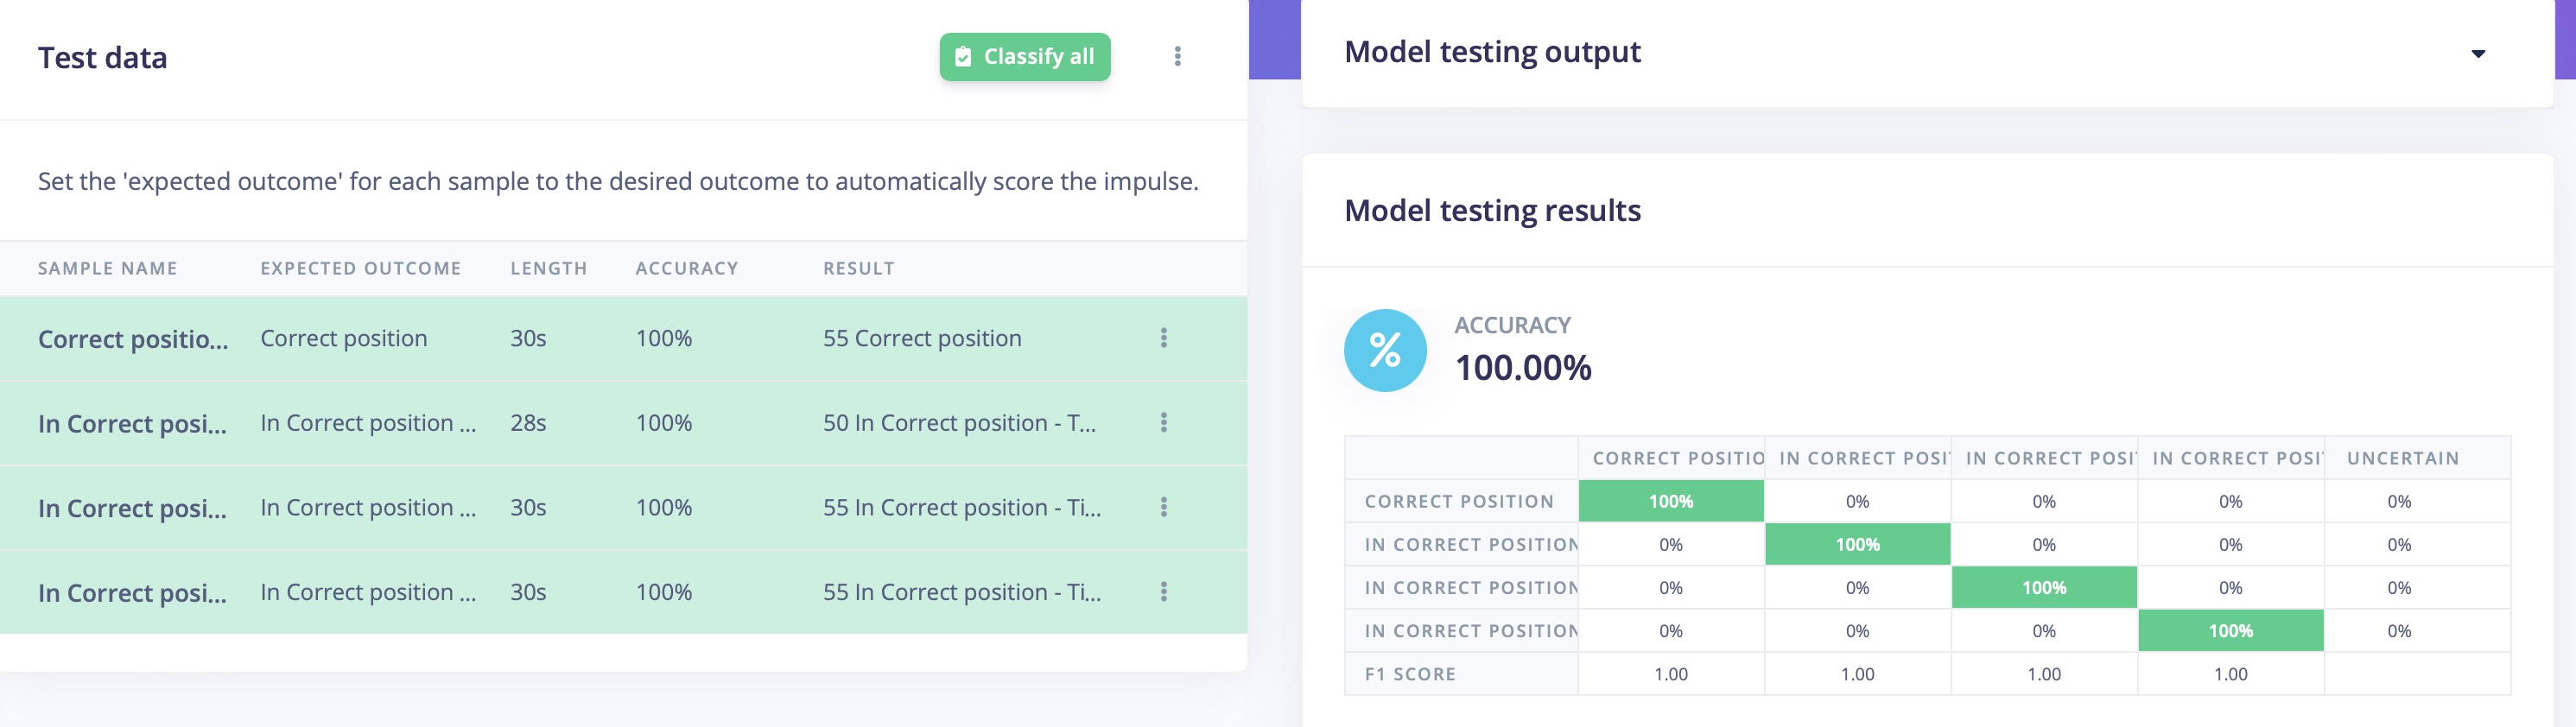 Test data
Classify all
Set the 'expected outcome' for each sample to the desired outcome to automatically score the impulse.
SAMPLE NAME EXPECTED OUTCOME LENGTH ACCURACY RESULT
Correct positio... Correct position 30s 100% 55 Correct position
In Correct posi... In Correct position ... 28s 100% 50 In Correct position - T...
In Correct posi... In Correct position ... 30s 100% 55 In Correct position - Ti...
In Correct posi... In Correct position ... 30s 100% 55 In Correct position - Ti...
Model testing output
Model testing results
%
ACCURACY
100.00%
CORRECT POSITIO IN CORRECT POSI IN CORRECT POSI IN CORRECT POSI UNCERTAIN
CORRECT POSITION 100% 0% 0% 0% 0%
IN CORRECT POSITION 0% 100% 0% 0% 0%
IN CORRECT POSITION 0% 0% 100% 0% 0%
IN CORRECT POSITION 0% 0% 0% 100% 0%
F1 SCORE 1.00 1.00 1.00 1.00